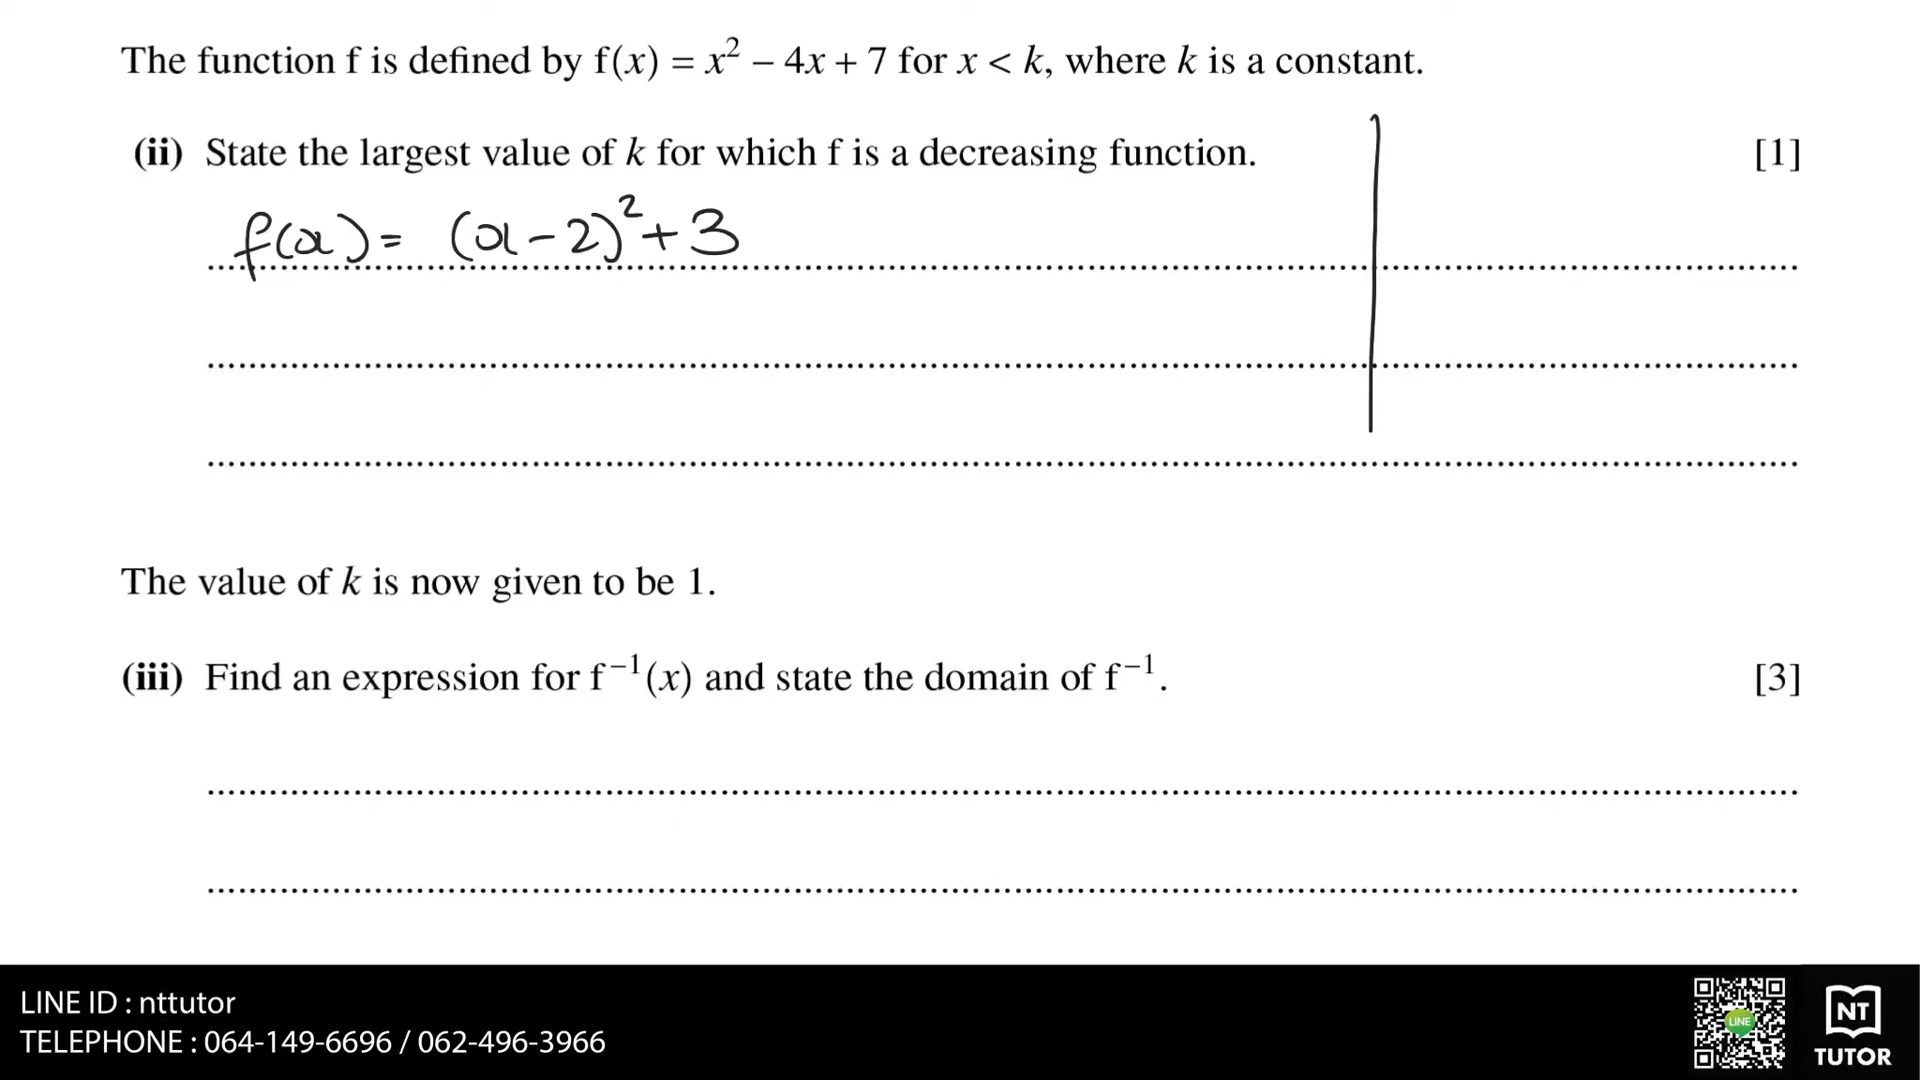 The function f is defined by f(x) = x² − 4x + 7 for x < k, where k is a constant.
(ii) State the largest value of k for which f is a decreasing function. [1]
f(x) = (x − 2)² + 3
The value of k is now given to be 1.
(iii) Find an expression for f⁻¹(x) and state the domain of f⁻¹. [3]
LINE ID : nttutor
TELEPHONE : 064-149-6696 / 062-496-3966
LINE
NT
TUTOR